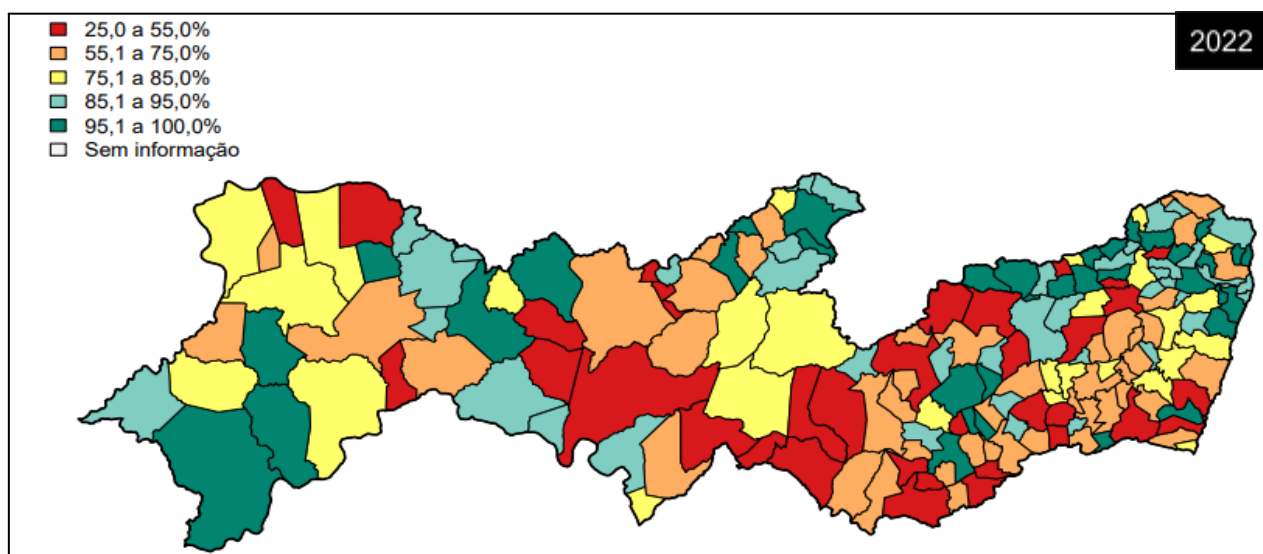 25,0 a 55,0%
55,1 a 75,0%
75,1 a 85,0%
85,1 a 95,0%
95,1 a 100,0%
Sem informação
2022